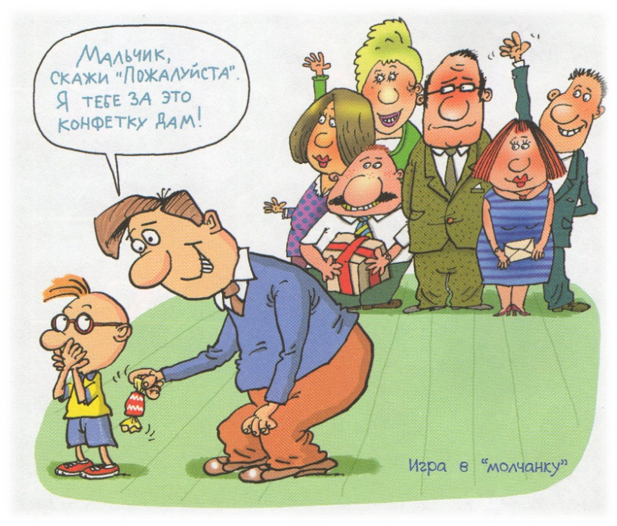 Мальчик,
скажи "Пожалуйста".
Я тебе за это
конфетку дам!
Игра в "молчанку"